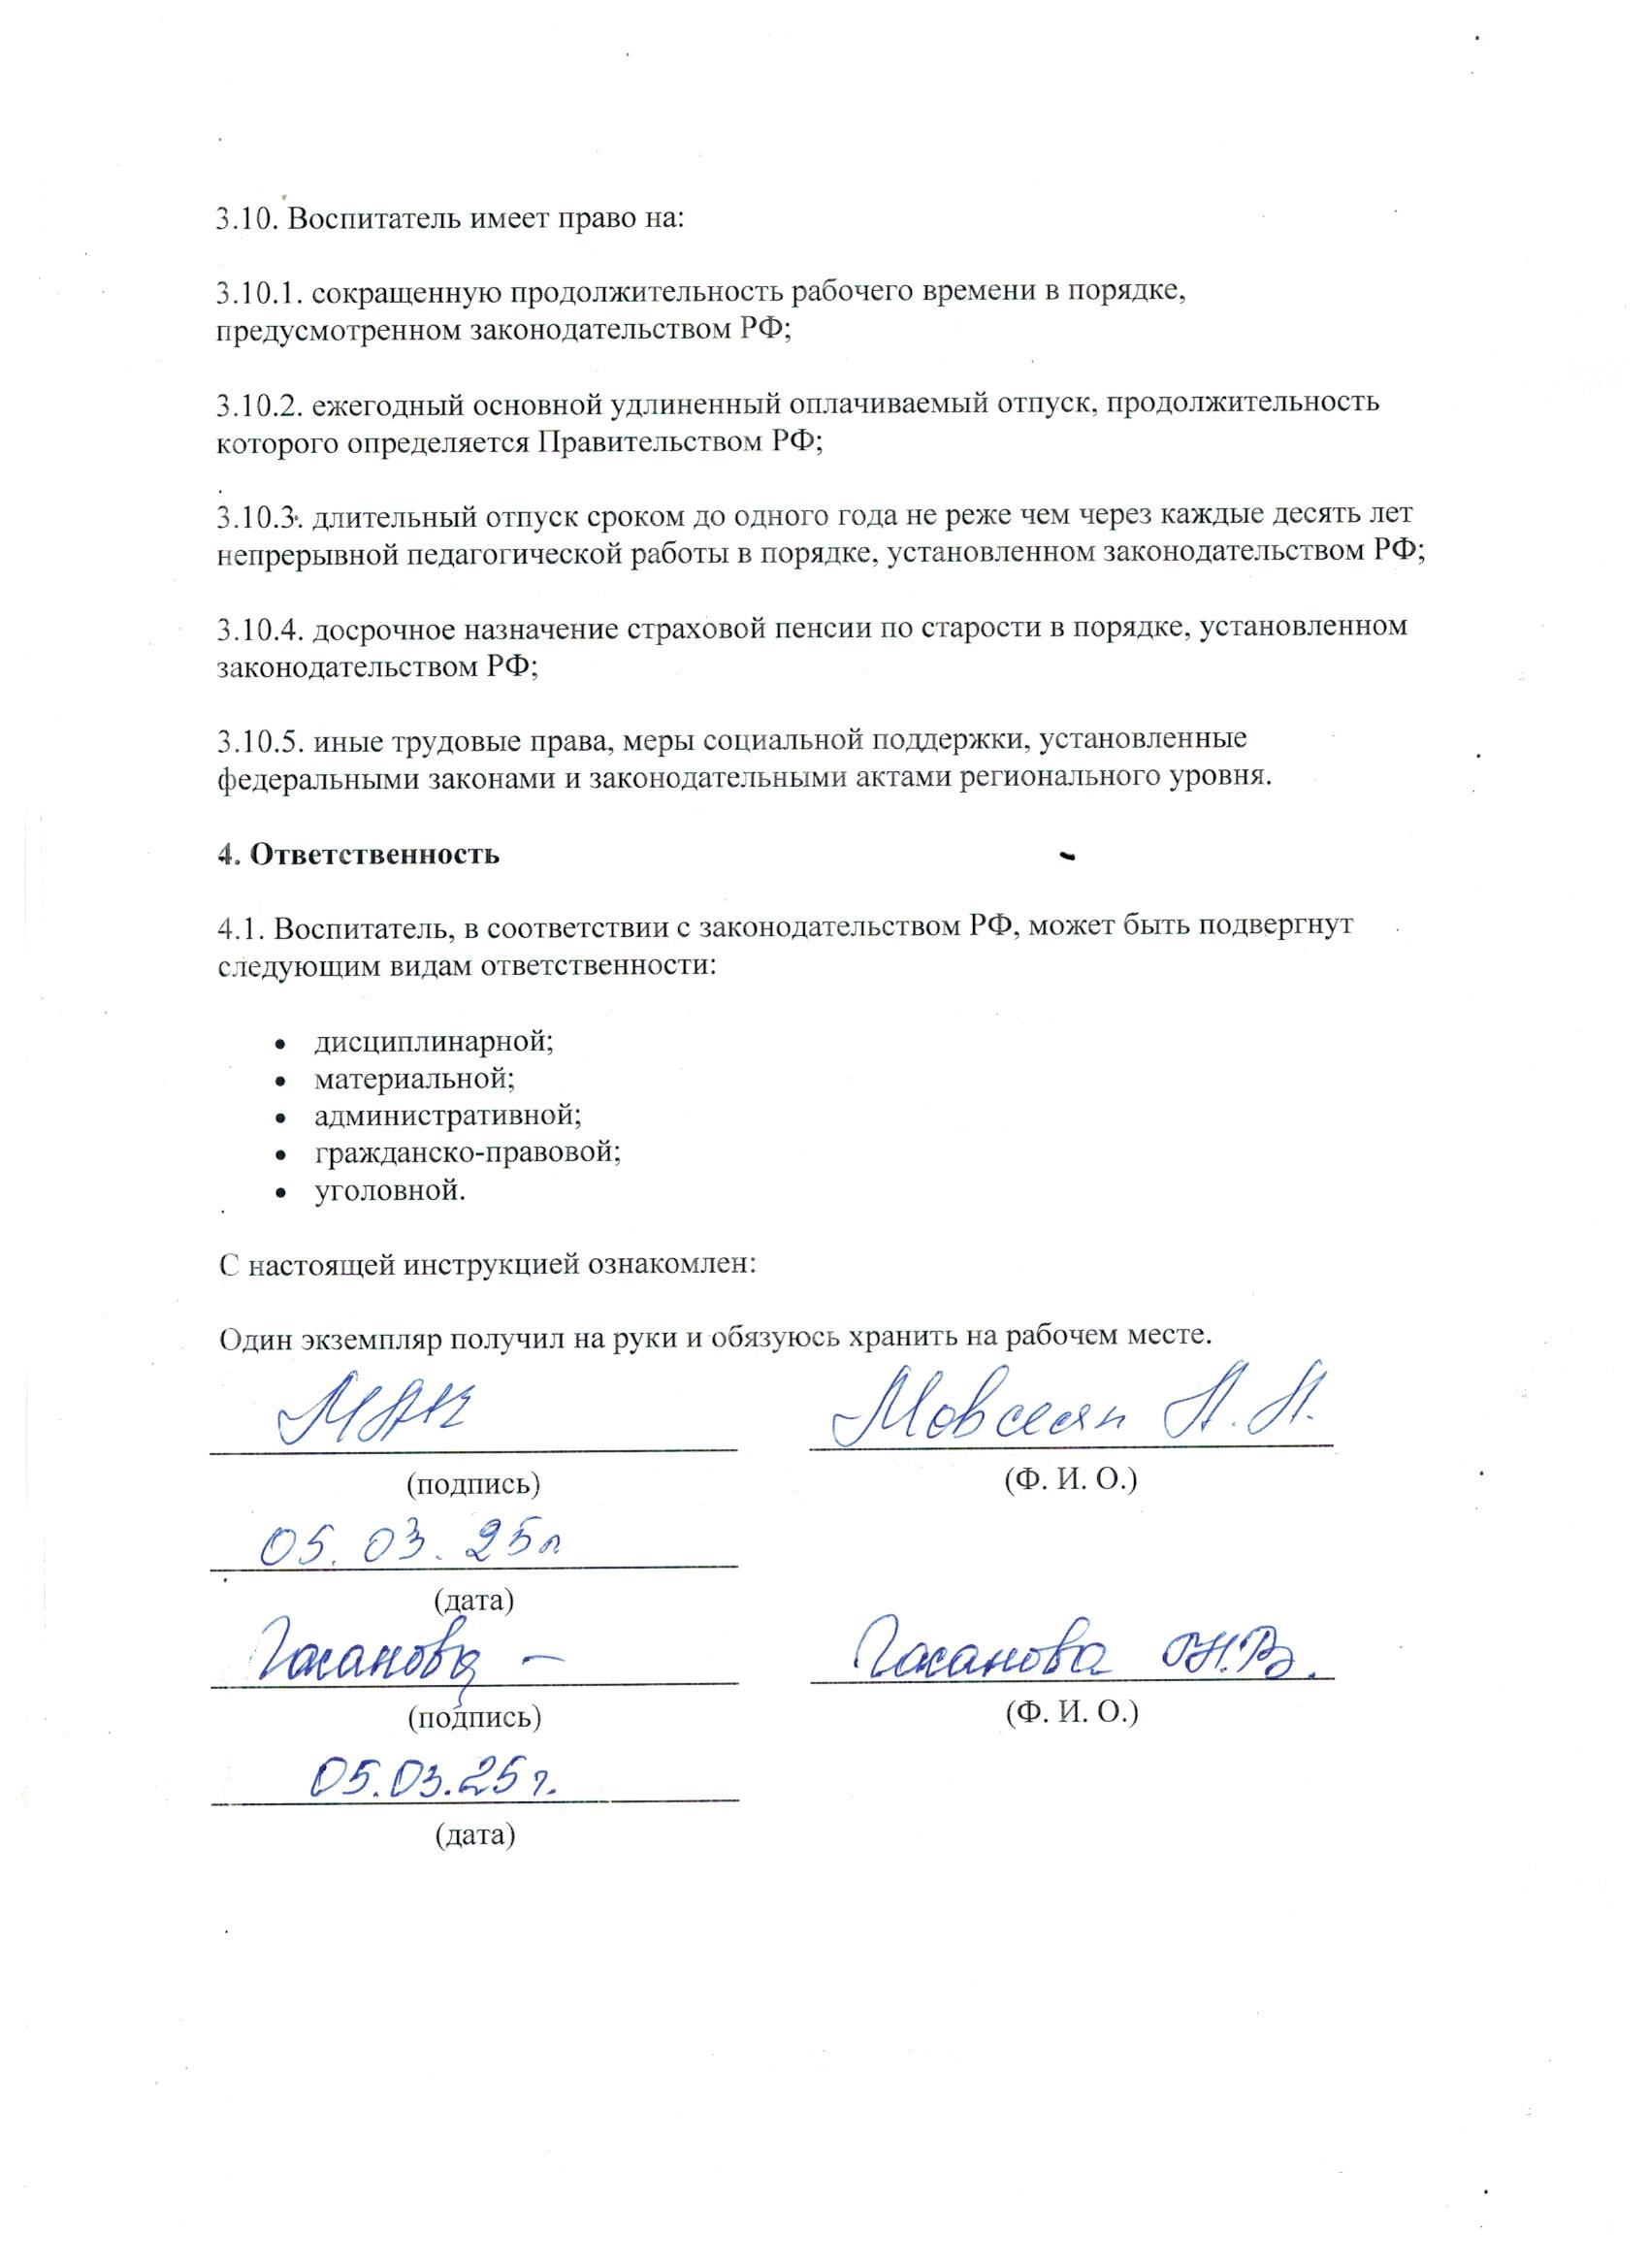 3.10. Воспитатель имеет право на:
3.10.1. сокращенную продолжительность рабочего времени в порядке,
предусмотренном законодательством РФ;
3.10.2. ежегодный основной удлиненный оплачиваемый отпуск, продолжительность
которого определяется Правительством РФ;
3.10.3. длительный отпуск сроком до одного года не реже чем через каждые десять лет
непрерывной педагогической работы в порядке, установленном законодательством РФ;
3.10.4. досрочное назначение страховой пенсии по старости в порядке, установленном
законодательством РФ;
3.10.5. иные трудовые права, меры социальной поддержки, установленные
федеральными законами и законодательными актами регионального уровня.
4. Ответственность
4.1. Воспитатель, в соответствии с законодательством РФ, может быть подвергнут
следующим видам ответственности:
• дисциплинарной;
• материальной;
• административной;
• гражданско-правовой;
• уголовной.
С настоящей инструкцией ознакомлен:
Один экземпляр получил на руки и обязуюсь хранить на рабочем месте.
Мовсесян А. А.
(подпись) (Ф. И. О.)
05.03.25г
(дата)
Гасанова Гасанова Н.В.
(подпись) (Ф. И. О.)
05.03.25г.
(дата)